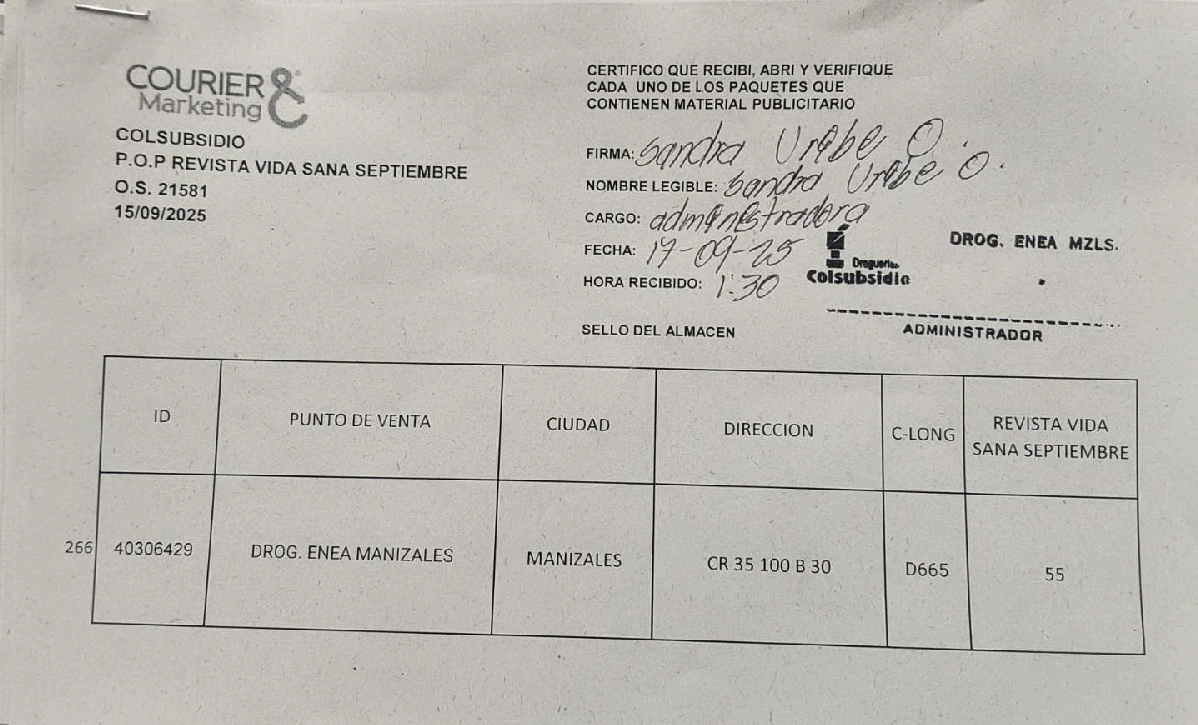 COURIER &
Marketing
COLSUBSIDIO
P.O.P REVISTA VIDA SANA SEPTIEMBRE
O.S. 21581
15/09/2025
CERTIFICO QUE RECIBI, ABRI Y VERIFIQUE
CADA UNO DE LOS PAQUETES QUE
CONTIENEN MATERIAL PUBLICITARIO
FIRMA: Sandra Uribe O.
NOMBRE LEGIBLE: Sandra Uribe O.
CARGO: administradora
FECHA: 17-09-25
HORA RECIBIDO: 1:30
Droguerías
Colsubsidio
DROG. ENEA MZLS.
ADMINISTRADOR
SELLO DEL ALMACEN
ID PUNTO DE VENTA CIUDAD DIRECCION C-LONG REVISTA VIDA SANA SEPTIEMBRE
266 40306429 DROG. ENEA MANIZALES MANIZALES CR 35 100 B 30 D665 55